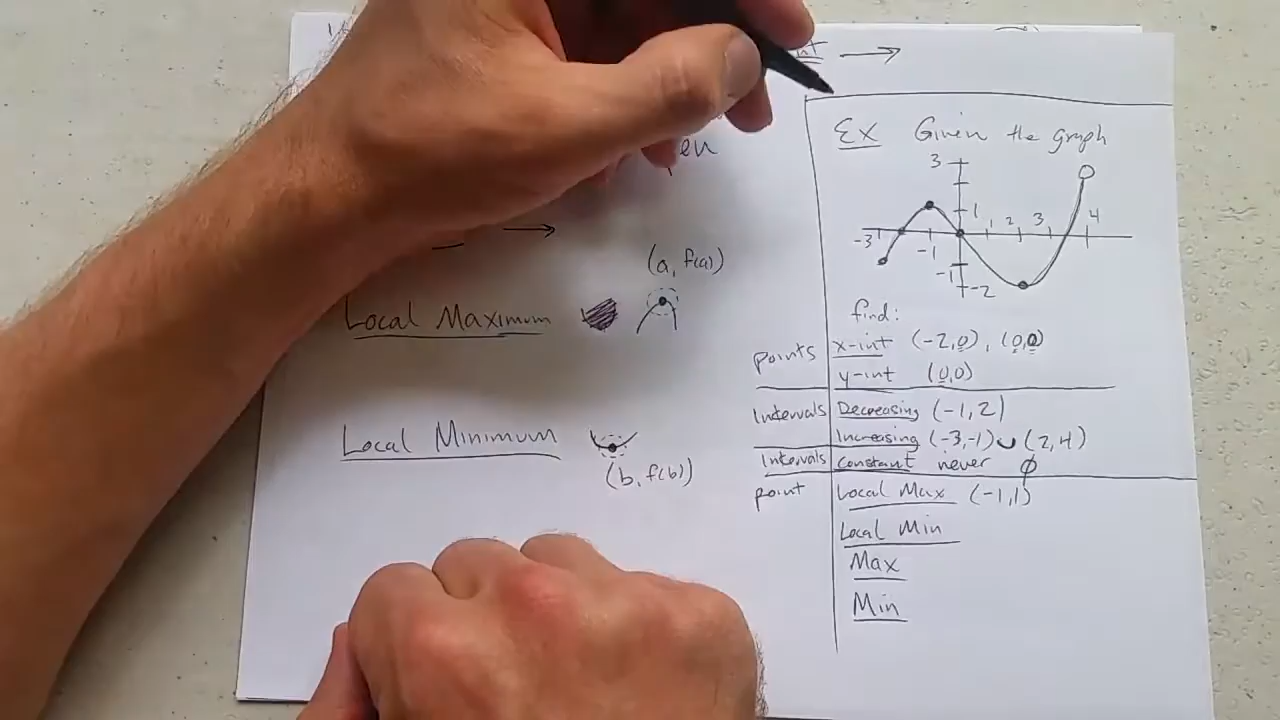 →
en
→
(a, f(a))
Local Maximum
Local Minimum
(b, f(b))
Ex Given the graph
3
1
-3 -1 1 2 3 4
-1
-2
find:
points x-int (-2,0), (0,0)
y-int (0,0)
Intervals Decreasing (-1,2)
Increasing (-3,-1) ∪ (2,4)
Intervals constant never ∅
point Local Max (-1,1)
Local Min
Max
Min